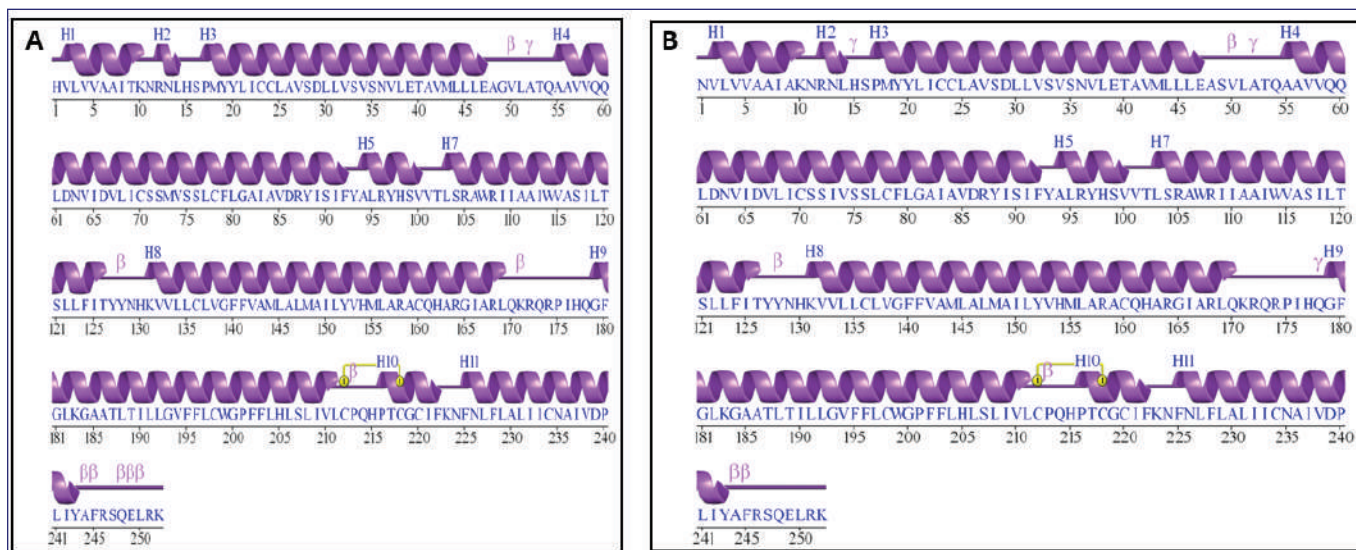 A
H1 H2 H3 β γ H4
HVLVVAAITKNRNLHSPMYYLICCLAVSDLLVSVSNVLETAVMLLLEAGVLATQAAVVQQ
1 5 10 15 20 25 30 35 40 45 50 55 60
H5 H7
LDNVIDVLICSSMVSSLCFLGAIAVDRYISIFYALRYHSVVTLSRAWRIIAAIWVASILT
61 65 70 75 80 85 90 95 100 105 110 115 120
β H8 β H9
SLLFITYYNHKVVLLCLVGFFVAMLALMAILYVHMLARACQHARGIARLQKRQRPIHQGF
121 125 130 135 140 145 150 155 160 165 170 175 180
β H10 H11
GLKGAATLTILLGVFFLCWGPFFLHLSLIVLCPQHPTCGCIFKNFNLFLALIICNAIVDP
181 185 190 195 200 205 210 215 220 225 230 235 240
ββ βββ
LIYAFRSQELRK
241 245 250
B
H1 H2 γ H3 β γ H4
NVLVVAAIAKNRNLHSPMYYLICCLAVSDLLVSVSNVLETAVMLLLEASVLATQAAVVQQ
1 5 10 15 20 25 30 35 40 45 50 55 60
H5 H7
LDNVIDVLICSSIVSSLCFLGAIAVDRYISIFYALRYHSVVTLSRAWRIIAAIWVASILT
61 65 70 75 80 85 90 95 100 105 110 115 120
β H8 γ H9
SLLFITYYNHKVVLLCLVGFFVAMLALMAILYVHMLARACQHARGIARLQKRQRPIHQGF
121 125 130 135 140 145 150 155 160 165 170 175 180
β H10 H11
GLKGAATLTILLGVFFLCWGPFFLHLSLIVLCPQHPTCGCIFKNFNLFLALIICNAIVDP
181 185 190 195 200 205 210 215 220 225 230 235 240
ββ
LIYAFRSQELRK
241 245 250